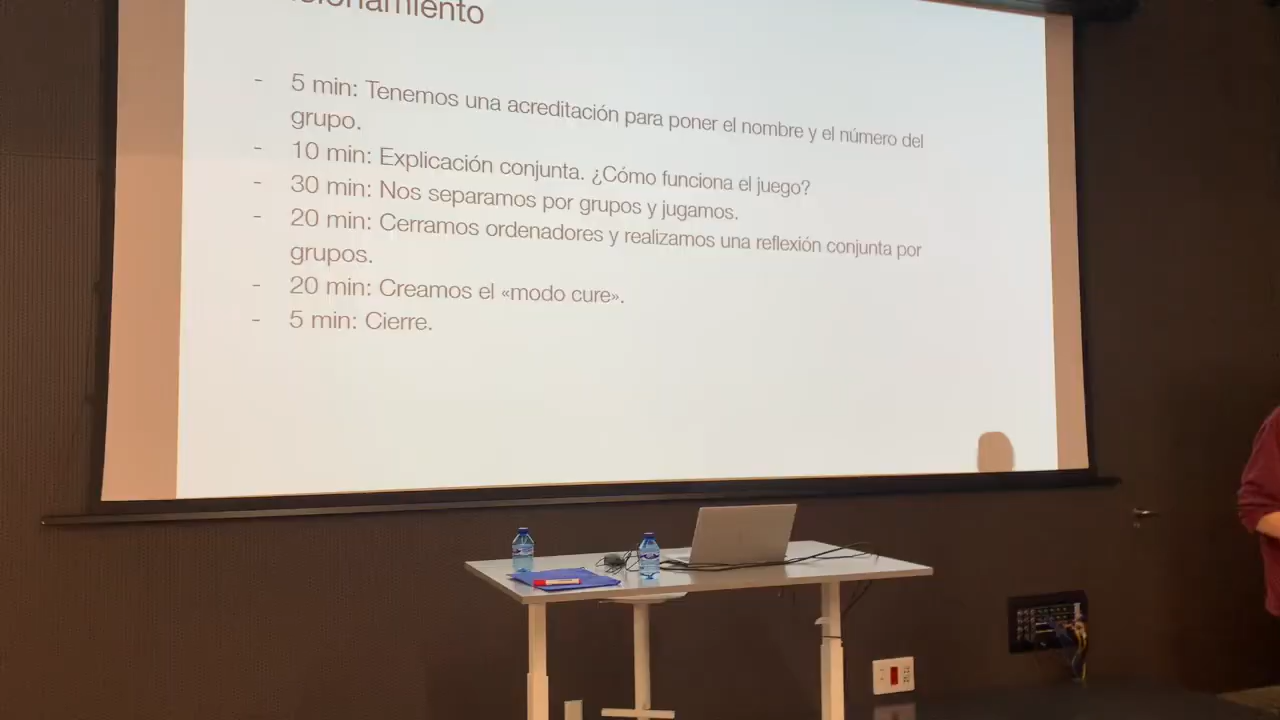 - 5 min: Tenemos una acreditación para poner el nombre y el número del
grupo.
- 10 min: Explicación conjunta. ¿Cómo funciona el juego?
- 30 min: Nos separamos por grupos y jugamos.
- 20 min: Cerramos ordenadores y realizamos una reflexión conjunta por
grupos.
- 20 min: Creamos el «modo cure».
- 5 min: Cierre.